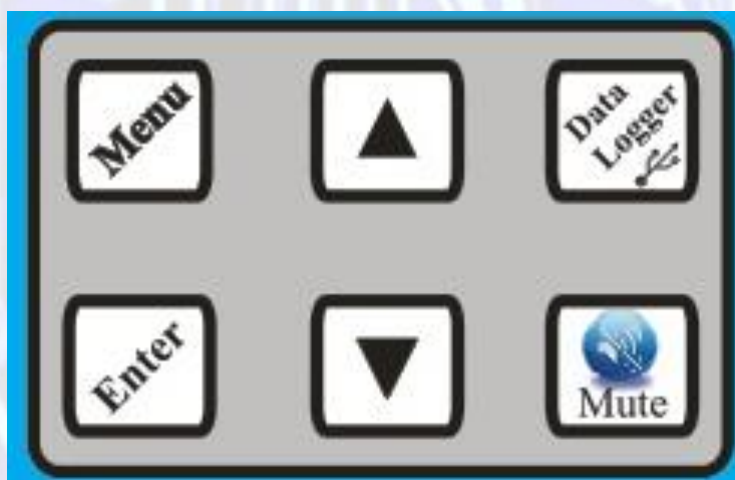 Menu
▲
Data
Logger
Enter
▼
Mute